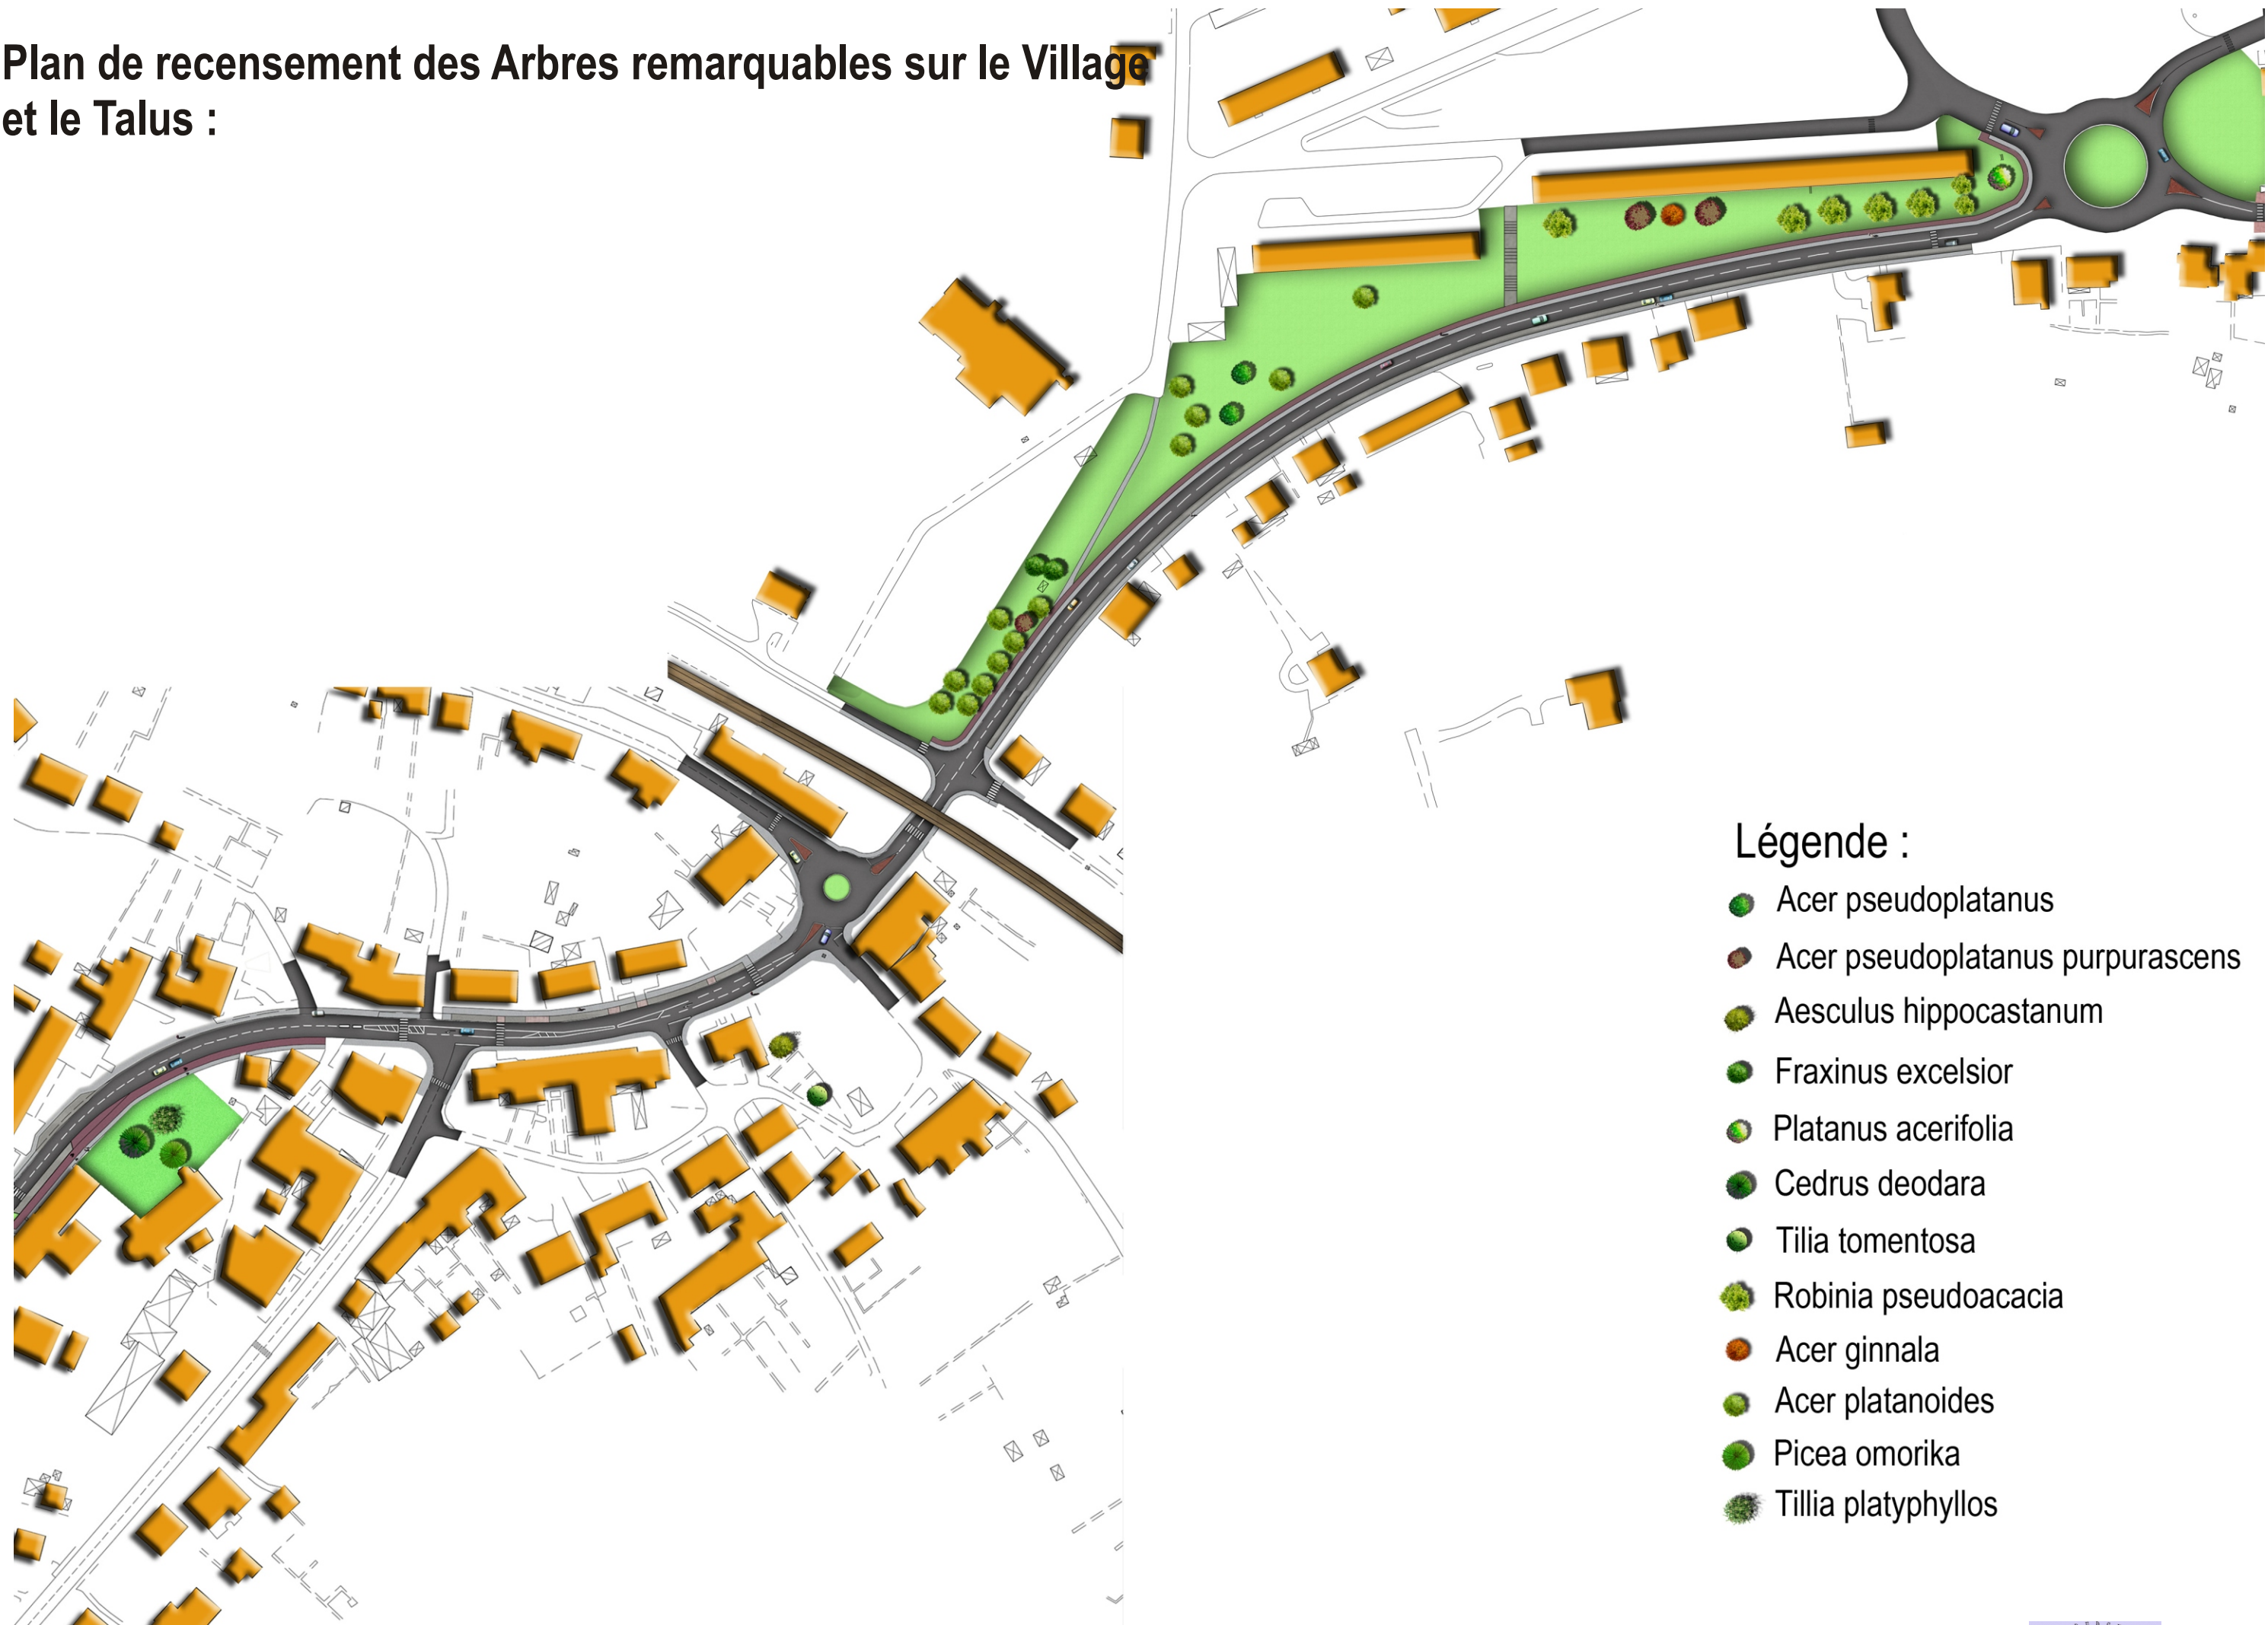 Plan de recensement des Arbres remarquables sur le Village
et le Talus :
Légende :
Acer pseudoplatanus
Acer pseudoplatanus purpurascens
Aesculus hippocastanum
Fraxinus excelsior
Platanus acerifolia
Cedrus deodara
Tilia tomentosa
Robinia pseudoacacia
Acer ginnala
Acer platanoides
Picea omorika
Tillia platyphyllos